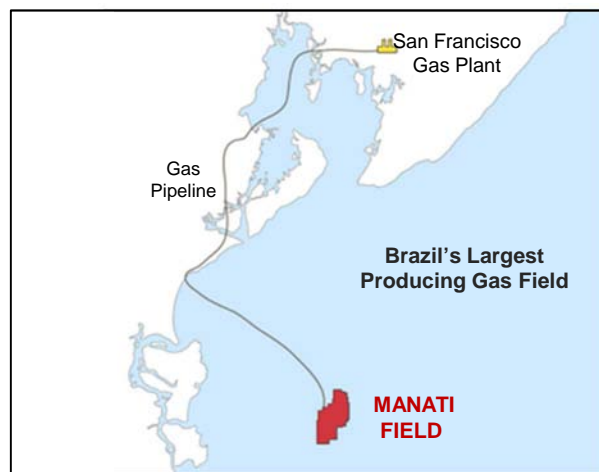 San Francisco
Gas Plant
Gas
Pipeline
Brazil's Largest
Producing Gas Field
MANATI
FIELD